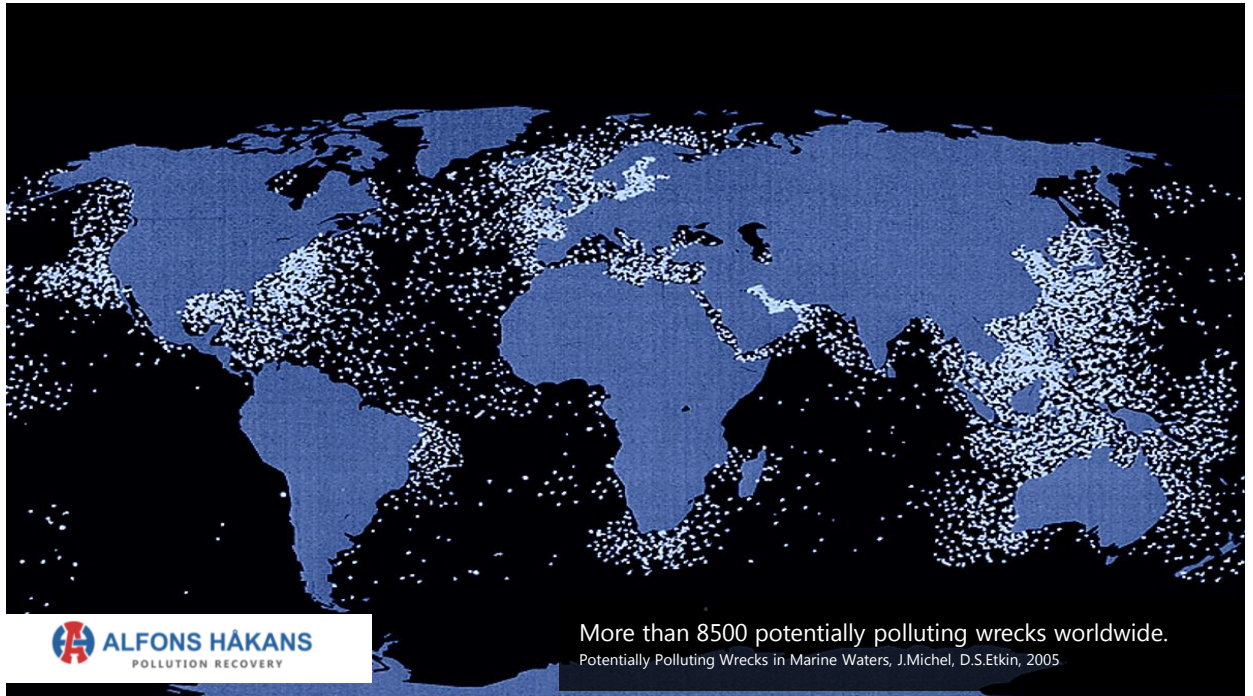 ALFONS HÅKANS
POLLUTION RECOVERY
More than 8500 potentially polluting wrecks worldwide.
Potentially Polluting Wrecks in Marine Waters, J.Michel, D.S.Etkin, 2005